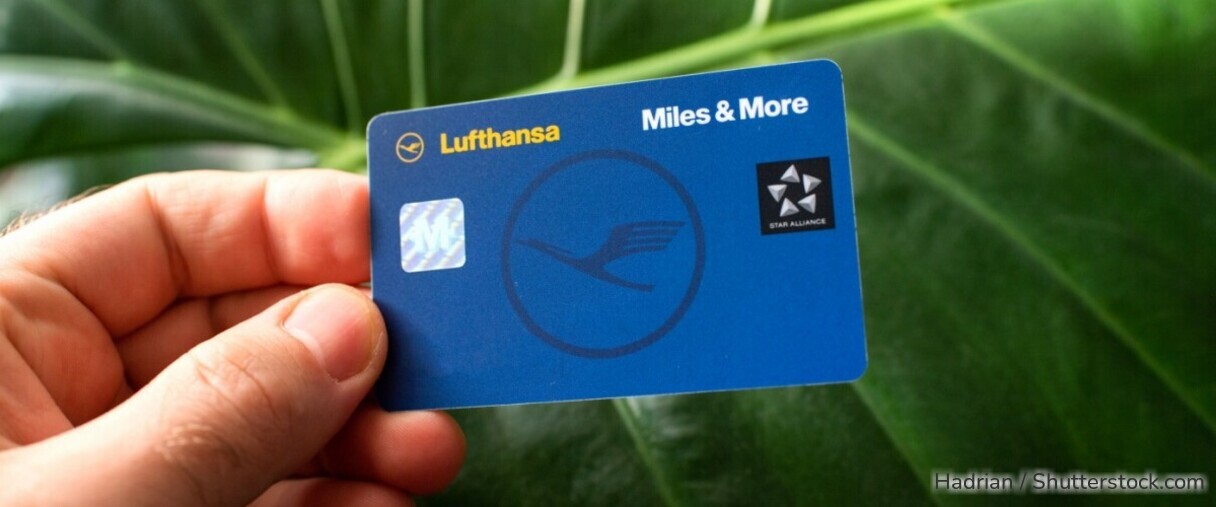 Lufthansa
Miles & More
M
STAR ALLIANCE
Hadrian / Shutterstock.com